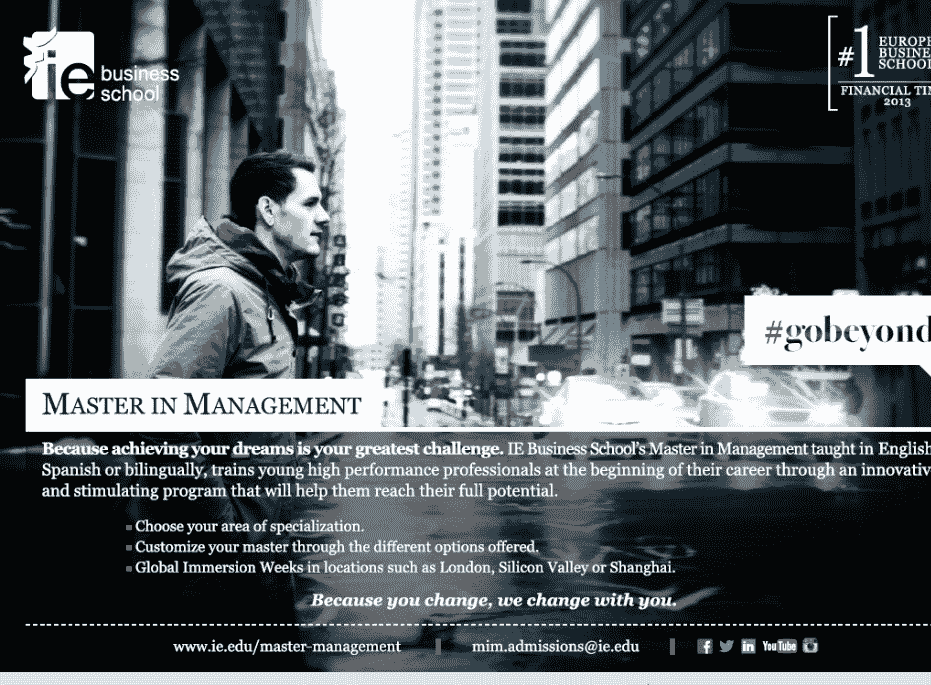 ie business school
#1 EUROPE
BUSINE
SCHOOL
FINANCIAL TIM
2013
#gobeyond
MASTER IN MANAGEMENT
Because achieving your dreams is your greatest challenge. IE Business School's Master in Management taught in English
Spanish or bilingually, trains young high performance professionals at the beginning of their career through an innovativ
and stimulating program that will help them reach their full potential.
Choose your area of specialization.
Customize your master through the different options offered.
Global Immersion Weeks in locations such as London, Silicon Valley or Shanghai.
Because you change, we change with you.
www.ie.edu/master-management | mim.admissions@ie.edu | f in YouTube